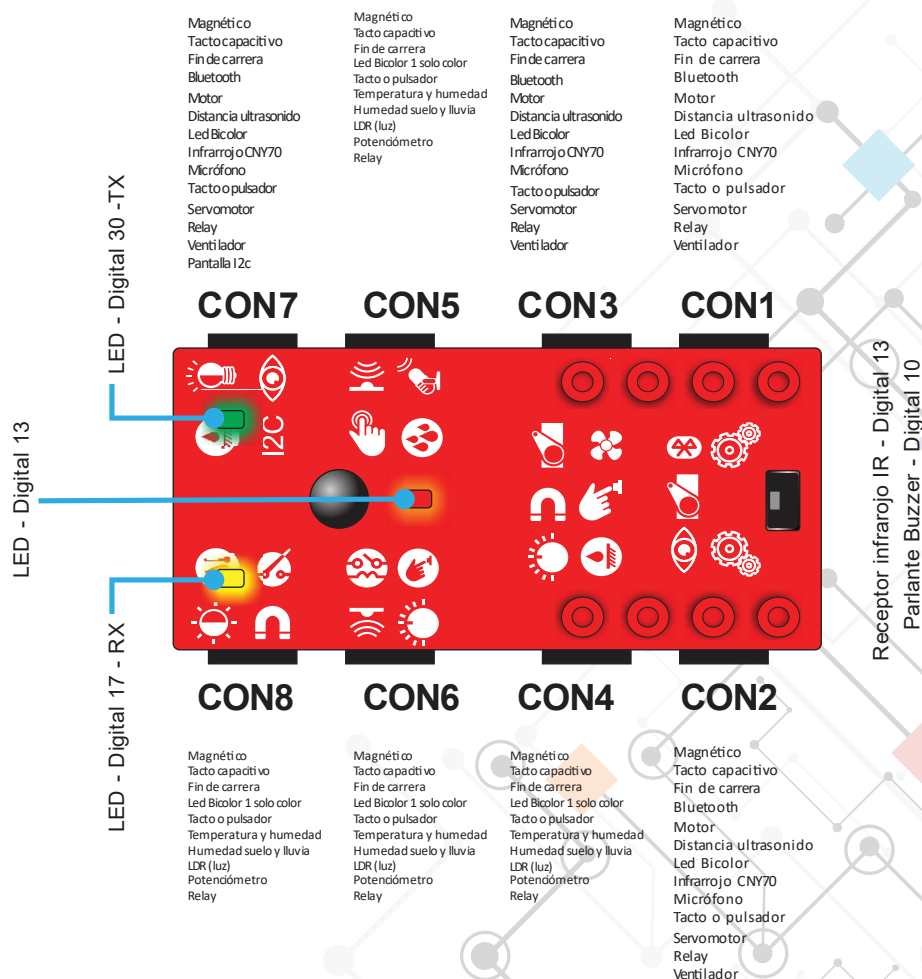 Magnético
Tacto capacitivo
Fin de carrera
Bluetooth
Motor
Distancia ultrasonido
Led Bicolor
Infrarrojo CNY70
Micrófono
Tacto o pulsador
Servomotor
Relay
Ventilador
Pantalla I2c
Magnético
Tacto capacitivo
Fin de carrera
Led Bicolor 1 solo color
Tacto o pulsador
Temperatura y humedad
Humedad suelo y lluvia
LDR (luz)
Potenciómetro
Relay
Magnético
Tacto capacitivo
Fin de carrera
Bluetooth
Motor
Distancia ultrasonido
Led Bicolor
Infrarrojo CNY70
Micrófono
Tacto o pulsador
Servomotor
Relay
Ventilador
Magnético
Tacto capacitivo
Fin de carrera
Bluetooth
Motor
Distancia ultrasonido
Led Bicolor
Infrarrojo CNY70
Micrófono
Tacto o pulsador
Servomotor
Relay
Ventilador
CON7
CON5
CON3
CON1
LED - Digital 30 -TX
LED - Digital 13
LED - Digital 17 - RX
I2C
Receptor infrarojo IR - Digital 13
Parlante Buzzer - Digital 10
CON8
CON6
CON4
CON2
Magnético
Tacto capacitivo
Fin de carrera
Led Bicolor 1 solo color
Tacto o pulsador
Temperatura y humedad
Humedad suelo y lluvia
LDR (luz)
Potenciómetro
Relay
Magnético
Tacto capacitivo
Fin de carrera
Led Bicolor 1 solo color
Tacto o pulsador
Temperatura y humedad
Humedad suelo y lluvia
LDR (luz)
Potenciómetro
Relay
Magnético
Tacto capacitivo
Fin de carrera
Led Bicolor 1 solo color
Tacto o pulsador
Temperatura y humedad
Humedad suelo y lluvia
LDR (luz)
Potenciómetro
Relay
Magnético
Tacto capacitivo
Fin de carrera
Bluetooth
Motor
Distancia ultrasonido
Led Bicolor
Infrarrojo CNY70
Micrófono
Tacto o pulsador
Servomotor
Relay
Ventilador